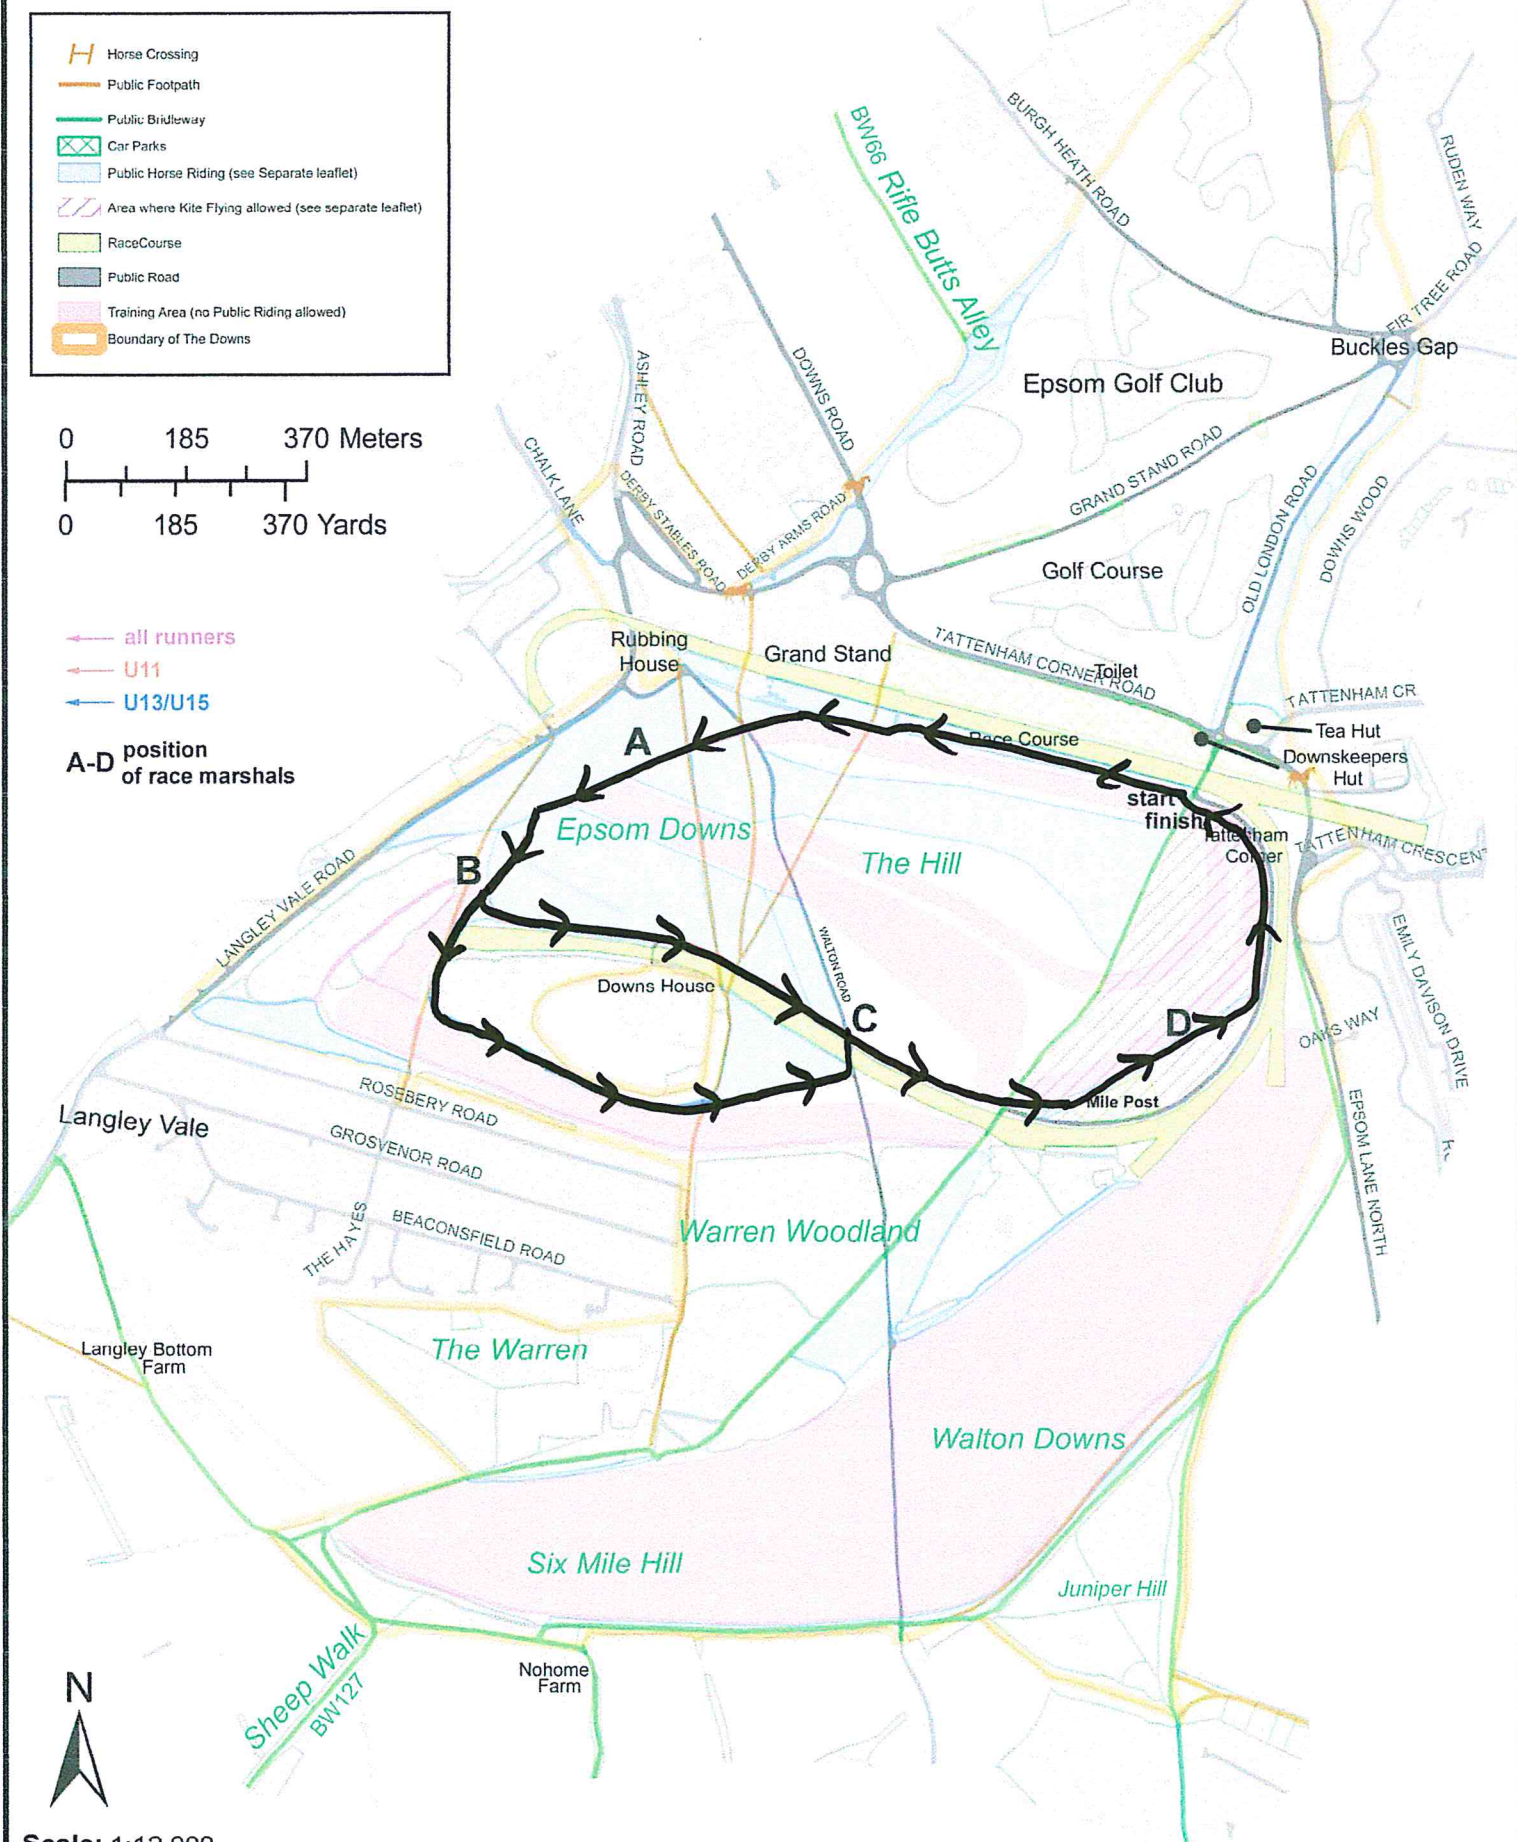 Horse Crossing
Public Footpath
Public Bridleway
Car Parks
Public Horse Riding (see Separate leaflet)
Area where Kite Flying allowed (see separate leaflet)
RaceCourse
Public Road
Training Area (no Public Riding allowed)
Boundary of The Downs
0 185 370 Meters
0 185 370 Yards
all runners
U11
U13/U15
A-D position
of race marshals
BW66 Rifle Butts Alley
BURGH HEATH ROAD
RUDEN WAY
FIR TREE ROAD
Buckles Gap
Epsom Golf Club
ASHLEY ROAD
DOWNS ROAD
CHALK LANE
DERBY STABLES ROAD
DERBY ARMS ROAD
GRAND STAND ROAD
OLD LONDON ROAD
DOWNS WOOD
Golf Course
Rubbing
House
Grand Stand
TATTENHAM CORNER ROAD
Toilet
TATTENHAM CR
Tea Hut
Downskeepers
Hut
A
Race Course
start
finish
Tattenham
Corner
TATTENHAM CRESCENT
Epsom Downs
The Hill
B
LANGLEY VALE ROAD
WALTON ROAD
EMILY DAVISON DRIVE
Downs House
C
D
OAKS WAY
Mile Post
EPSOM LANE NORTH
Langley Vale
ROSEBERY ROAD
GROSVENOR ROAD
BEACONSFIELD ROAD
THE HAYES
Warren Woodland
The Warren
Langley Bottom
Farm
Walton Downs
Six Mile Hill
Juniper Hill
Sheep Walk
BW127
Nohome
Farm
N